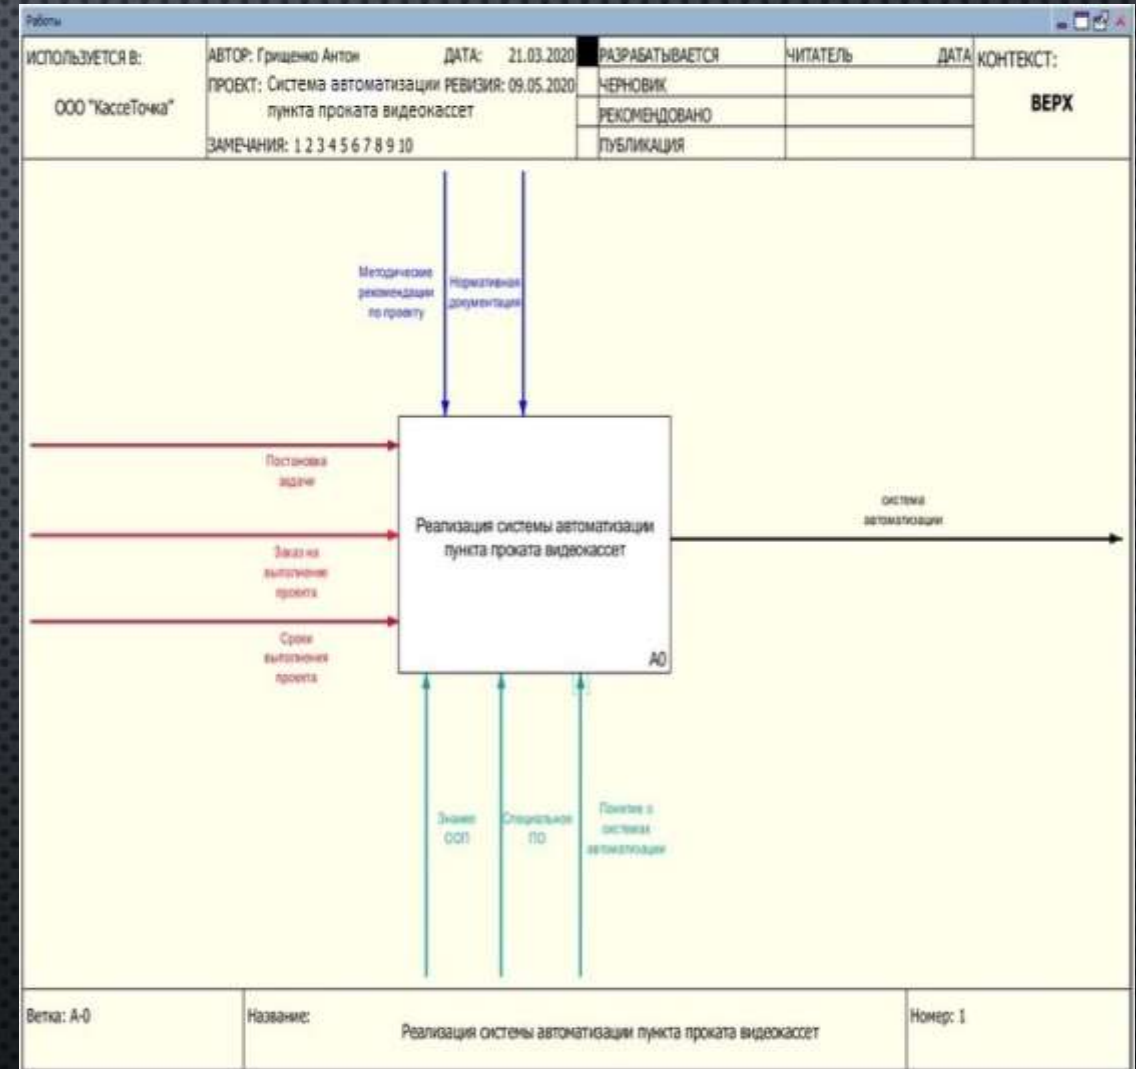 Работы
ИСПОЛЬЗУЕТСЯ В:
ООО "КассеТочка"
АВТОР: Грищенко Антон ДАТА: 21.03.2020
ПРОЕКТ: Система автоматизации РЕВИЗИЯ: 09.05.2020
пункта проката видеокассет
ЗАМЕЧАНИЯ: 1 2 3 4 5 6 7 8 9 10
РАЗРАБАТЫВАЕТСЯ
ЧЕРНОВИК
РЕКОМЕНДОВАНО
ПУБЛИКАЦИЯ
ЧИТАТЕЛЬ ДАТА
КОНТЕКСТ:
ВЕРХ
Методические
рекомендации
по проекту
Нормативная
документация
Постановка
задачи
Заказ на
выполнение
проекта
Сроки
выполнения
проекта
Реализация системы автоматизации
пункта проката видеокассет
A0
система
автоматизации
Знание
ООП
Специальное
ПО
Понятие о
системах
автоматизации
Ветка: A-0
Название:
Реализация системы автоматизации пункта проката видеокассет
Номер: 1